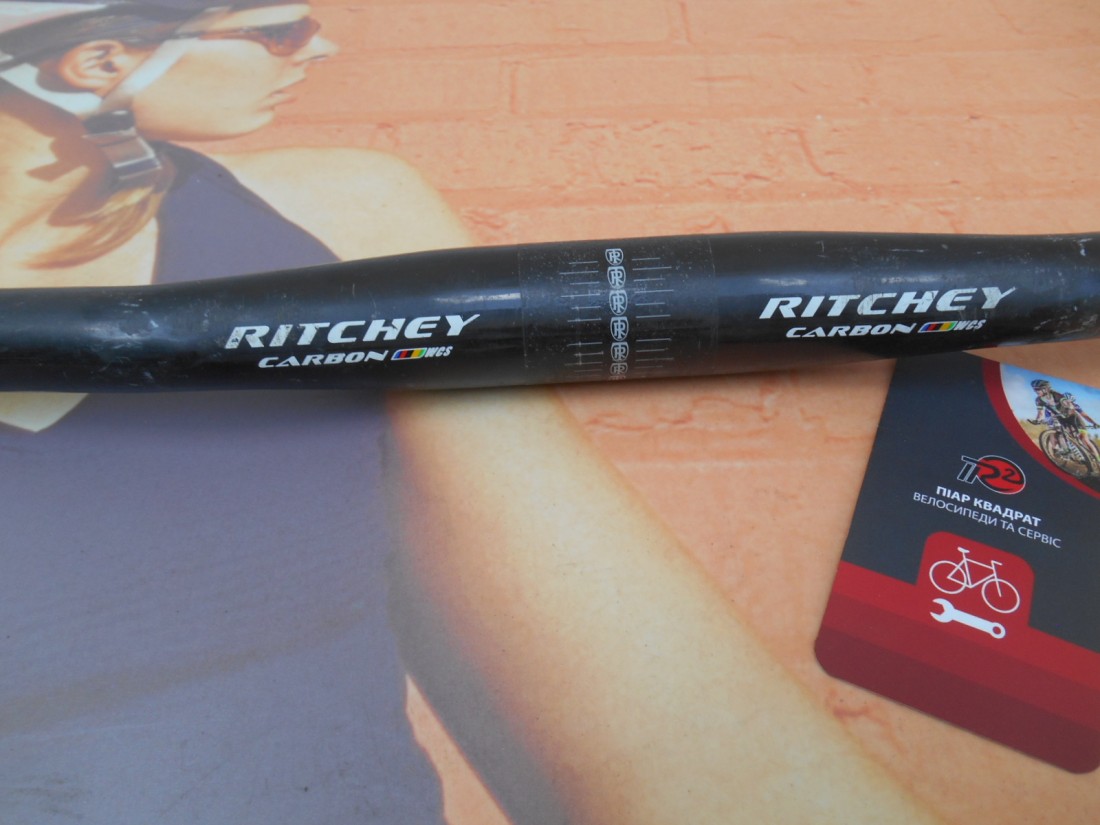 RITCHEY
CARBON WCS
RITCHEY
CARBON WCS
ПІАР КВАДРАТ
ВЕЛОСИПЕДИ ТА СЕРВІС